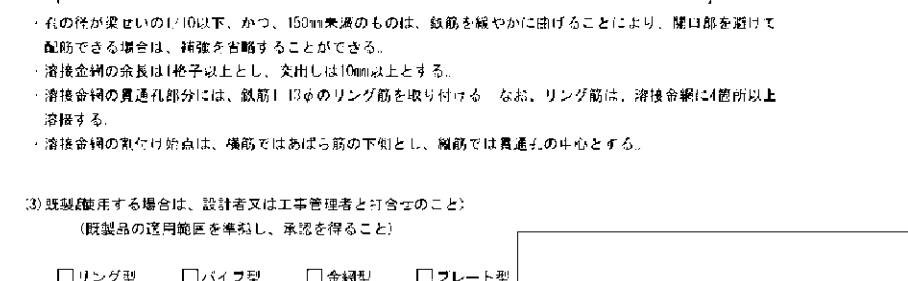 ・孔の径が梁せいの1/10以下、かつ、150mm未満のものは、鉄筋を緩やかに曲げることにより、開口部を避けて
配筋できる場合は、補強を省略することができる。
・溶接金網の余長は1格子以上とし、突出しは10mm以上とする。
・溶接金網の貫通孔部分には、鉄筋1-13φのリング筋を取り付ける なお、リング筋は、溶接金網に4箇所以上
溶接する.
・溶接金網の割付け始点は、横筋ではあばら筋の下側とし、縦筋では貫通孔の中心とする。
(3)既製品使用する場合は、設計者又は工事管理者と打合せのこと)
(既製品の適用範囲を準拠し、承認を得ること)
□リング型 □パイプ型 □金網型 □プレート型